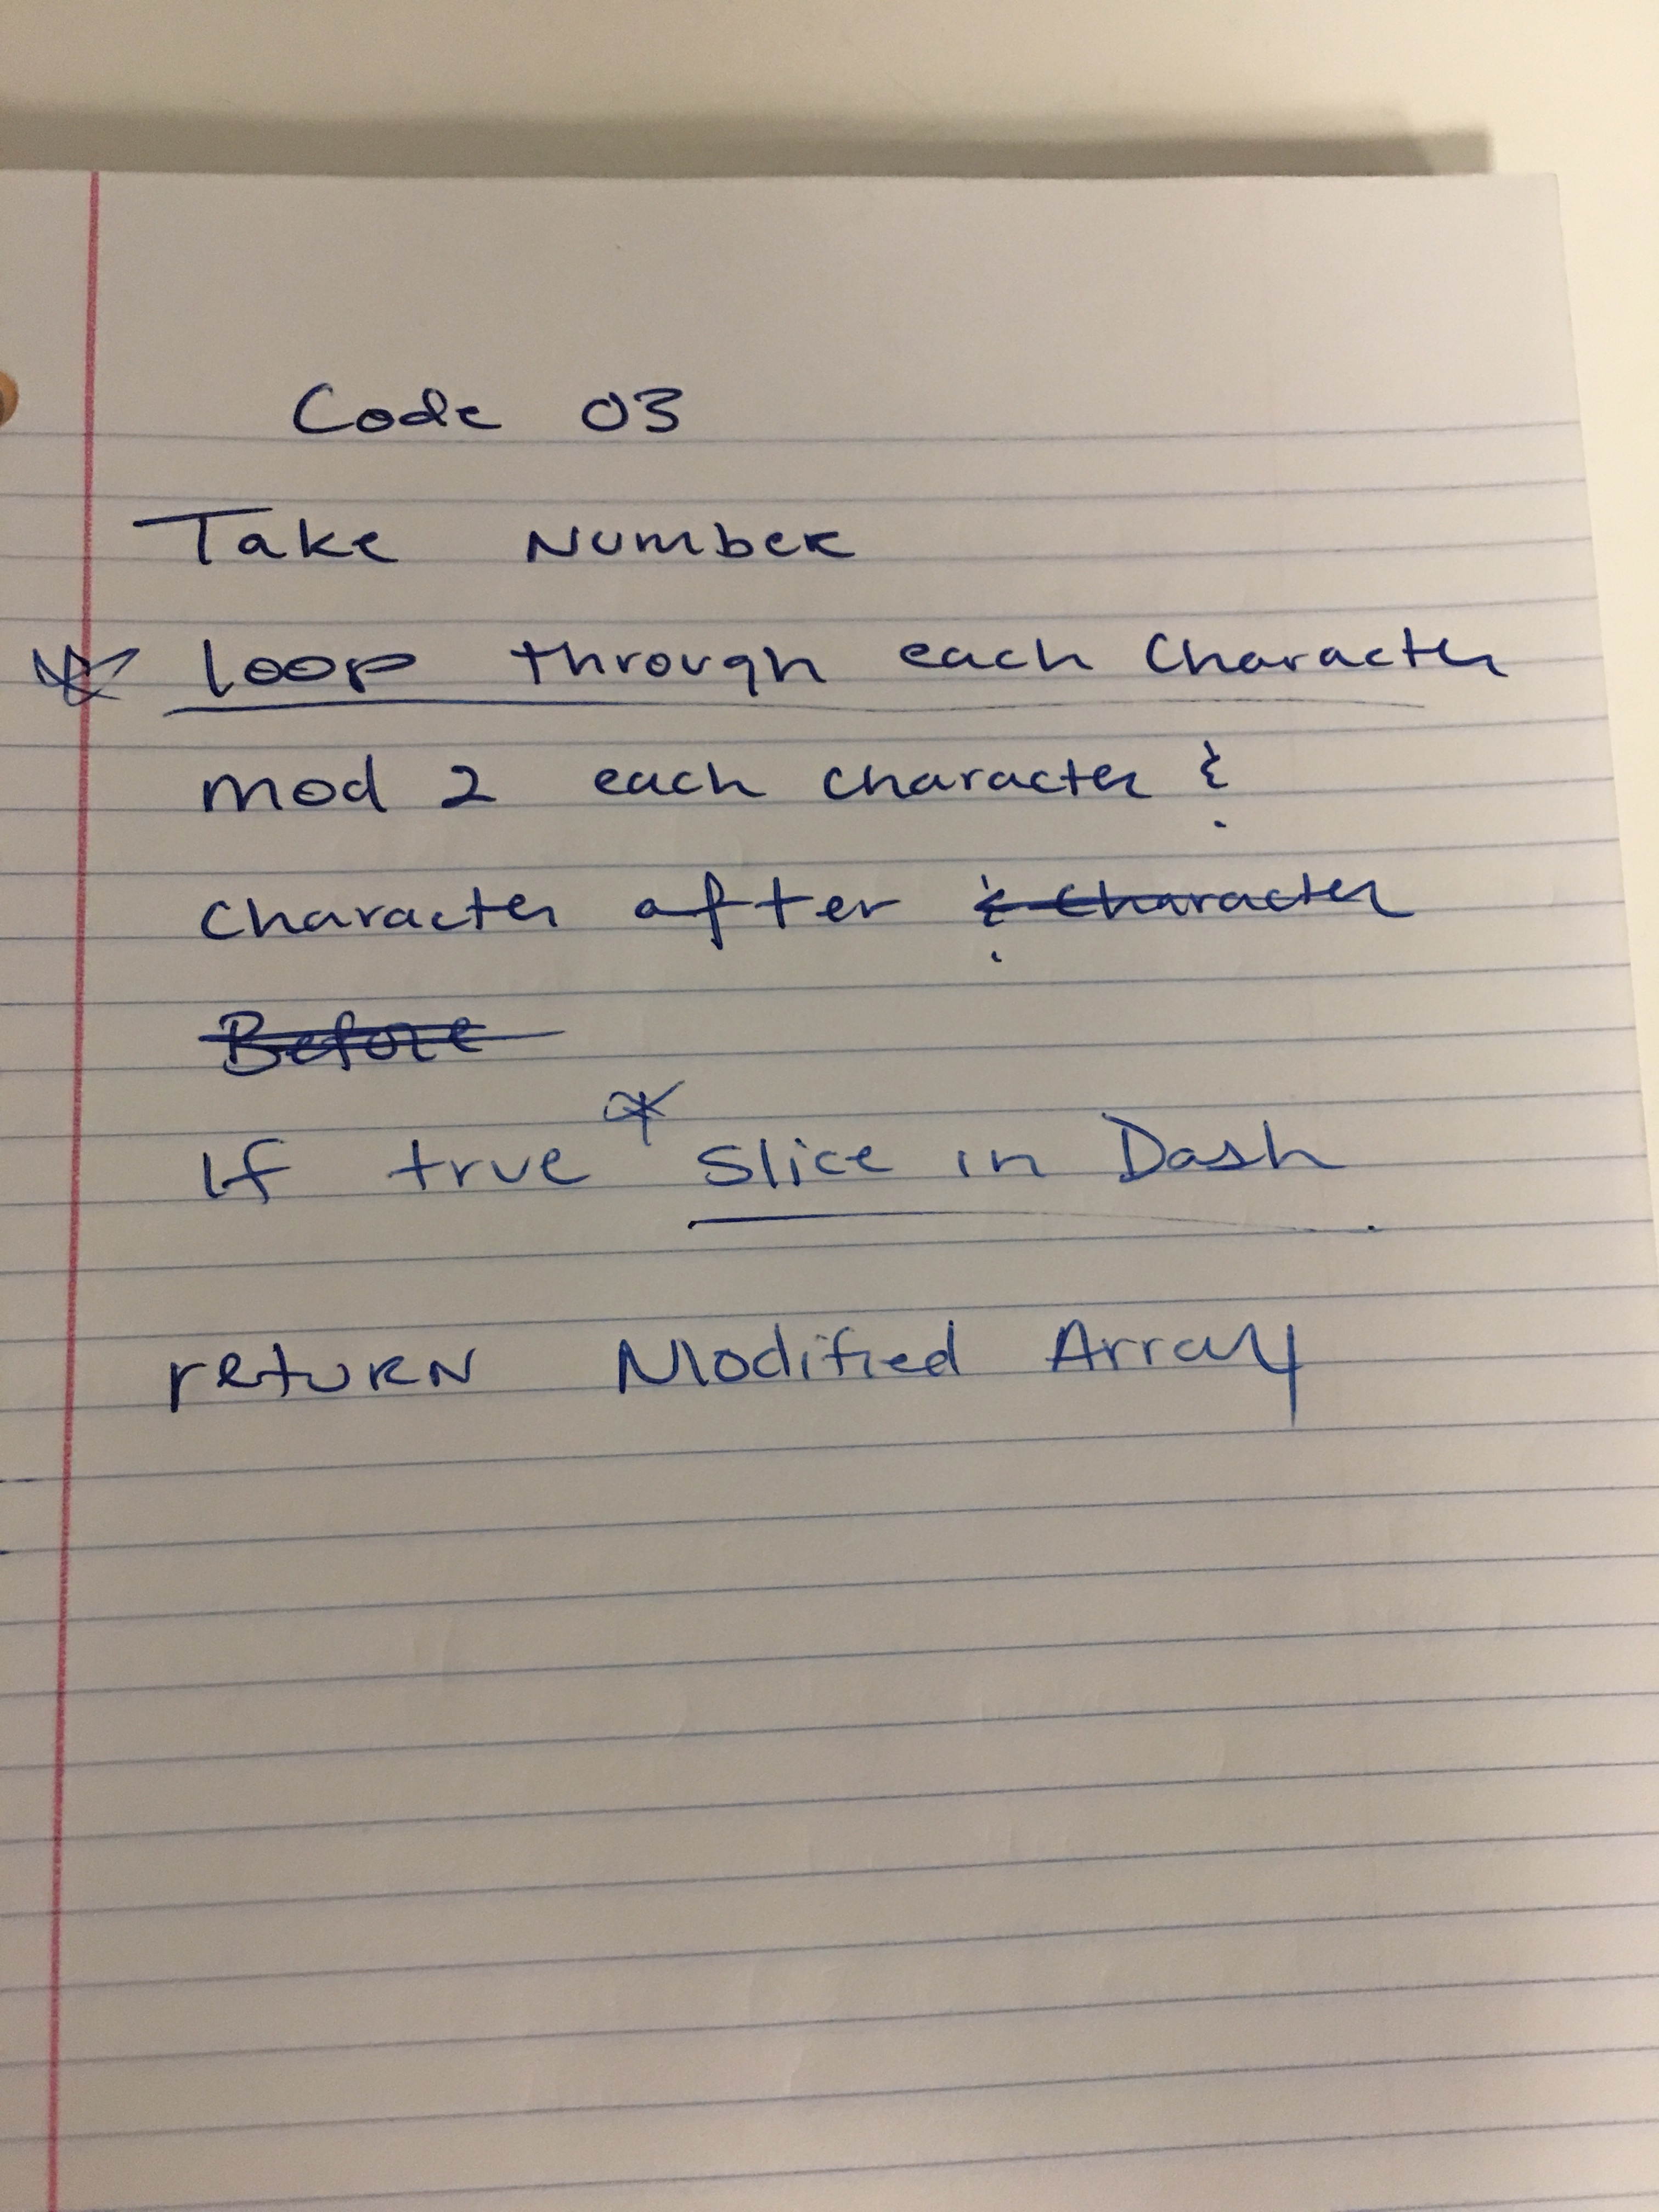 Code 03
Take Number
loop through each Character
mod 2 each character &
Character after & Character
Before
If true * Slice in Dash
return Modified Array